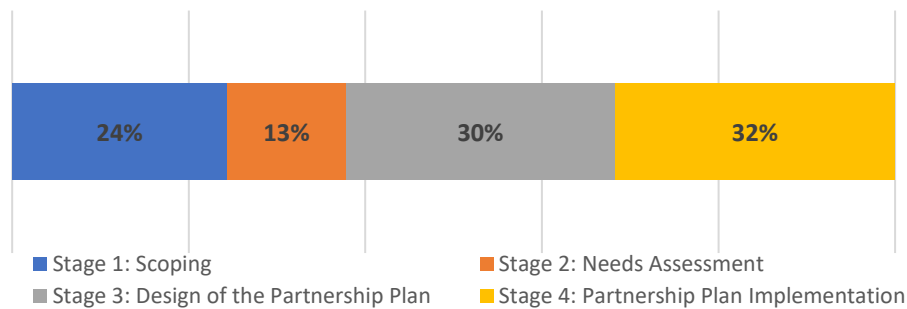 24% 13% 30% 32%
Stage 1: Scoping Stage 2: Needs Assessment
Stage 3: Design of the Partnership Plan Stage 4: Partnership Plan Implementation